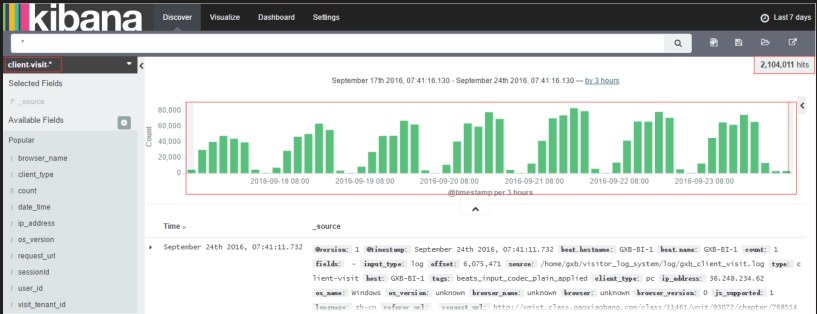 kibana Discover Visualize Dashboard Settings Last 7 days
*
client-visit-* 2,104,011 hits
Selected Fields
? _source
Available Fields
Popular
t browser_name
t client_type
# count
t date_time
t ip_address
t os_version
t request_url
t sessionId
t user_id
t visit_tenant_id
September 17th 2016, 07:41:16.130 - September 24th 2016, 07:41:16.130 — by 3 hours
Count
80,000
60,000
40,000
20,000
0
2016-09-18 08:00 2016-09-19 08:00 2016-09-20 08:00 2016-09-21 08:00 2016-09-22 08:00 2016-09-23 08:00
@timestamp per 3 hours
Time _source
September 24th 2016, 07:41:11.732 @version: 1 @timestamp: September 24th 2016, 07:41:11.732 beat.hostname: GXB-BI-1 beat.name: GXB-BI-1 count: 1
fields: - input_type: log offset: 6,075,471 source: /home/gxb/visitor_log_system/log/gxb_client_visit.log type: c
lient-visit host: GXB-BI-1 tags: beats_input_codec_plain_applied client_type: pc ip_address: 36.248.234.62
os_name: Windows os_version: unknown browser_name: unknown browser: unknown browser_version: 0 js_supported: 1
language: zh-cn referer_url: request_url: http://xmist.class.gaoxiaobang.com/class/11461/unit/93072/chapter/768514